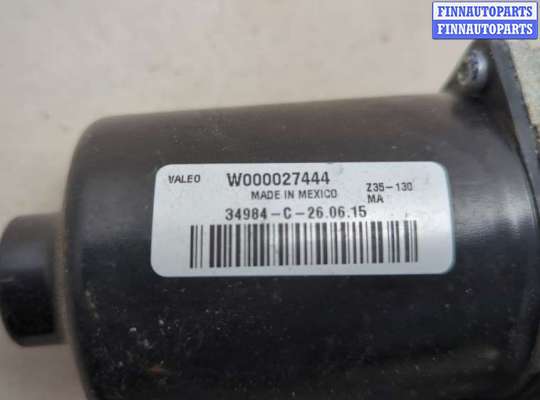 FINNAUTOPARTS
FINNAUTOPARTS
VALEO W000027444 Z35-130
MADE IN MEXICO MA
34984-C-26.06.15